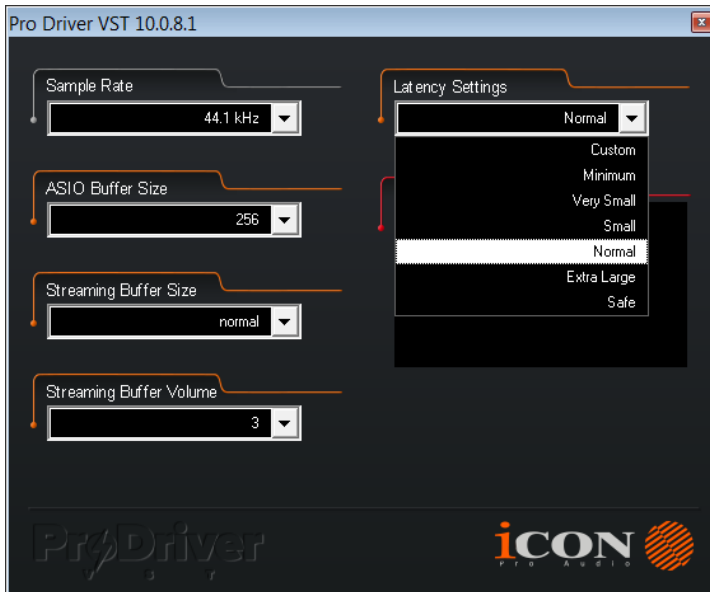 Pro Driver VST 10.0.8.1
Sample Rate
44.1 kHz
ASIO Buffer Size
256
Streaming Buffer Size
normal
Streaming Buffer Volume
3
Latency Settings
Normal
Custom
Minimum
Very Small
Small
Normal
Extra Large
Safe
ProDriver
V S T
iCON
Pro Audio